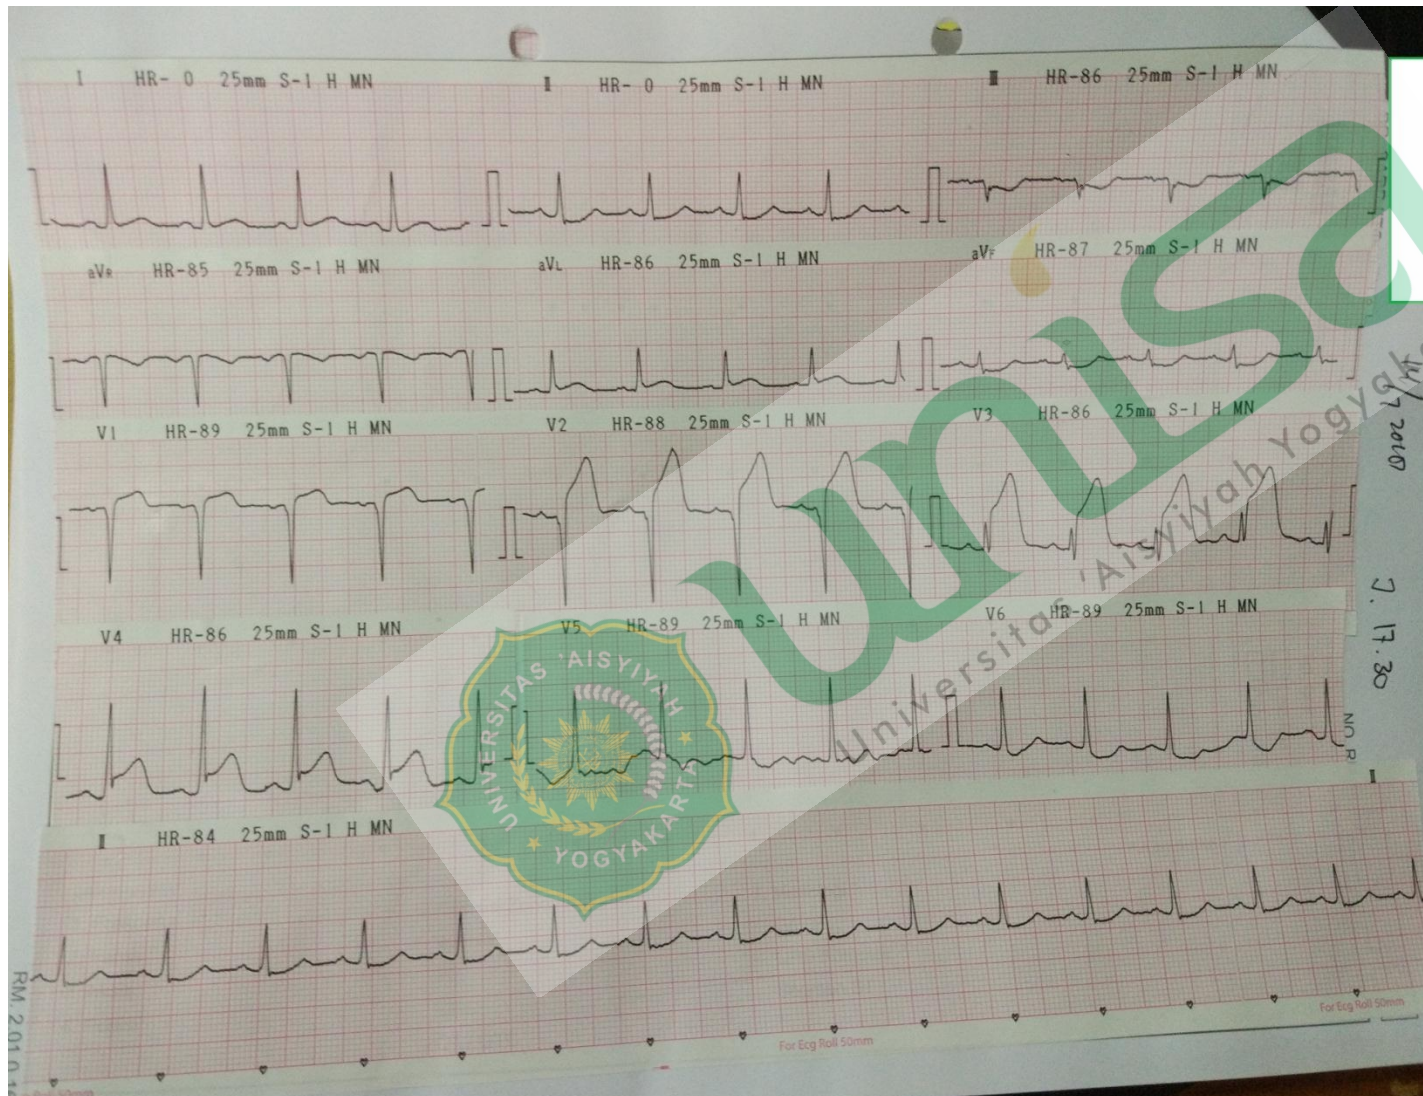 I HR- 0 25mm S-1 H MN
II HR- 0 25mm S-1 H MN
III HR-86 25mm S-1 H MN
aVR HR-85 25mm S-1 H MN
aVL HR-86 25mm S-1 H MN
aVF HR-87 25mm S-1 H MN
V1 HR-89 25mm S-1 H MN
V2 HR-88 25mm S-1 H MN
V3 HR-86 25mm S-1 H MN
V4 HR-86 25mm S-1 H MN
V5 HR-89 25mm S-1 H MN
V6 HR-89 25mm S-1 H MN
II HR-84 25mm S-1 H MN
II
unisa
Universitas 'Aisyiyah Yogyak
UNIVERSITAS 'AISYIYAH
YOGYAKARTA
J. 17.30
For Ecg Roll 50mm
For Ecg Roll 50mm